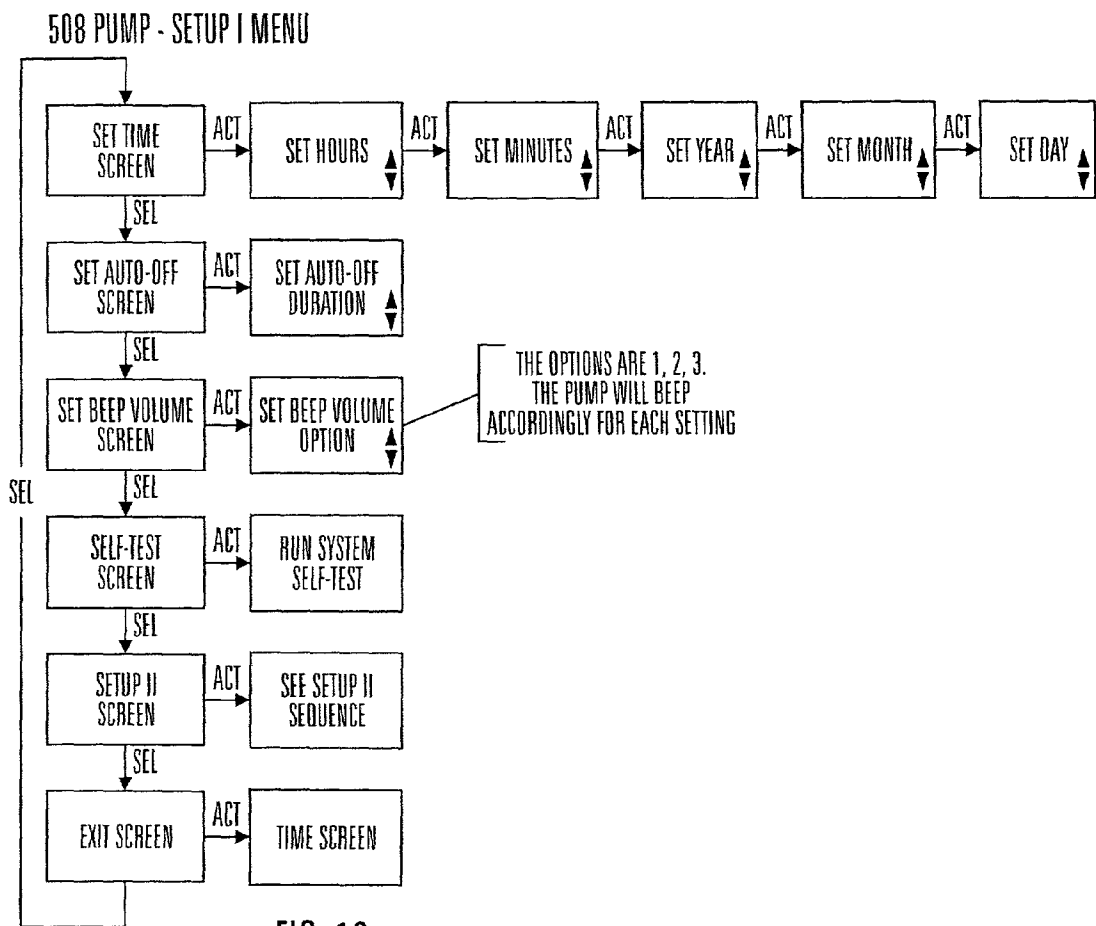 508 PUMP - SETUP I MENU
SET TIME
SCREEN
ACT
SET HOURS
ACT
SET MINUTES
ACT
SET YEAR
ACT
SET MONTH
ACT
SET DAY
SEL
SET AUTO-OFF
SCREEN
ACT
SET AUTO-OFF
DURATION
SEL
SET BEEP VOLUME
SCREEN
ACT
SET BEEP VOLUME
OPTION
THE OPTIONS ARE 1, 2, 3.
THE PUMP WILL BEEP
ACCORDINGLY FOR EACH SETTING
SEL
SEL
SELF-TEST
SCREEN
ACT
RUN SYSTEM
SELF-TEST
SEL
SETUP II
SCREEN
ACT
SEE SETUP II
SEQUENCE
SEL
EXIT SCREEN
ACT
TIME SCREEN